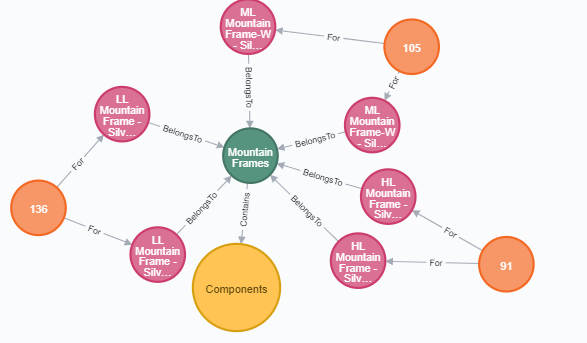 ML
Mountain
Frame-W
- Sil...
For
105
BelongsTo
For
LL
Mountain
Frame -
Silv...
BelongsTo
ML
Mountain
Frame-W
- Sil...
BelongsTo
Mountain
Frames
For
BelongsTo
HL
Mountain
Frame -
Silv...
136
BelongsTo
Contains
BelongsTo
For
For
LL
Mountain
Frame -
Silv...
HL
Mountain
Frame -
Silv...
For
91
Components